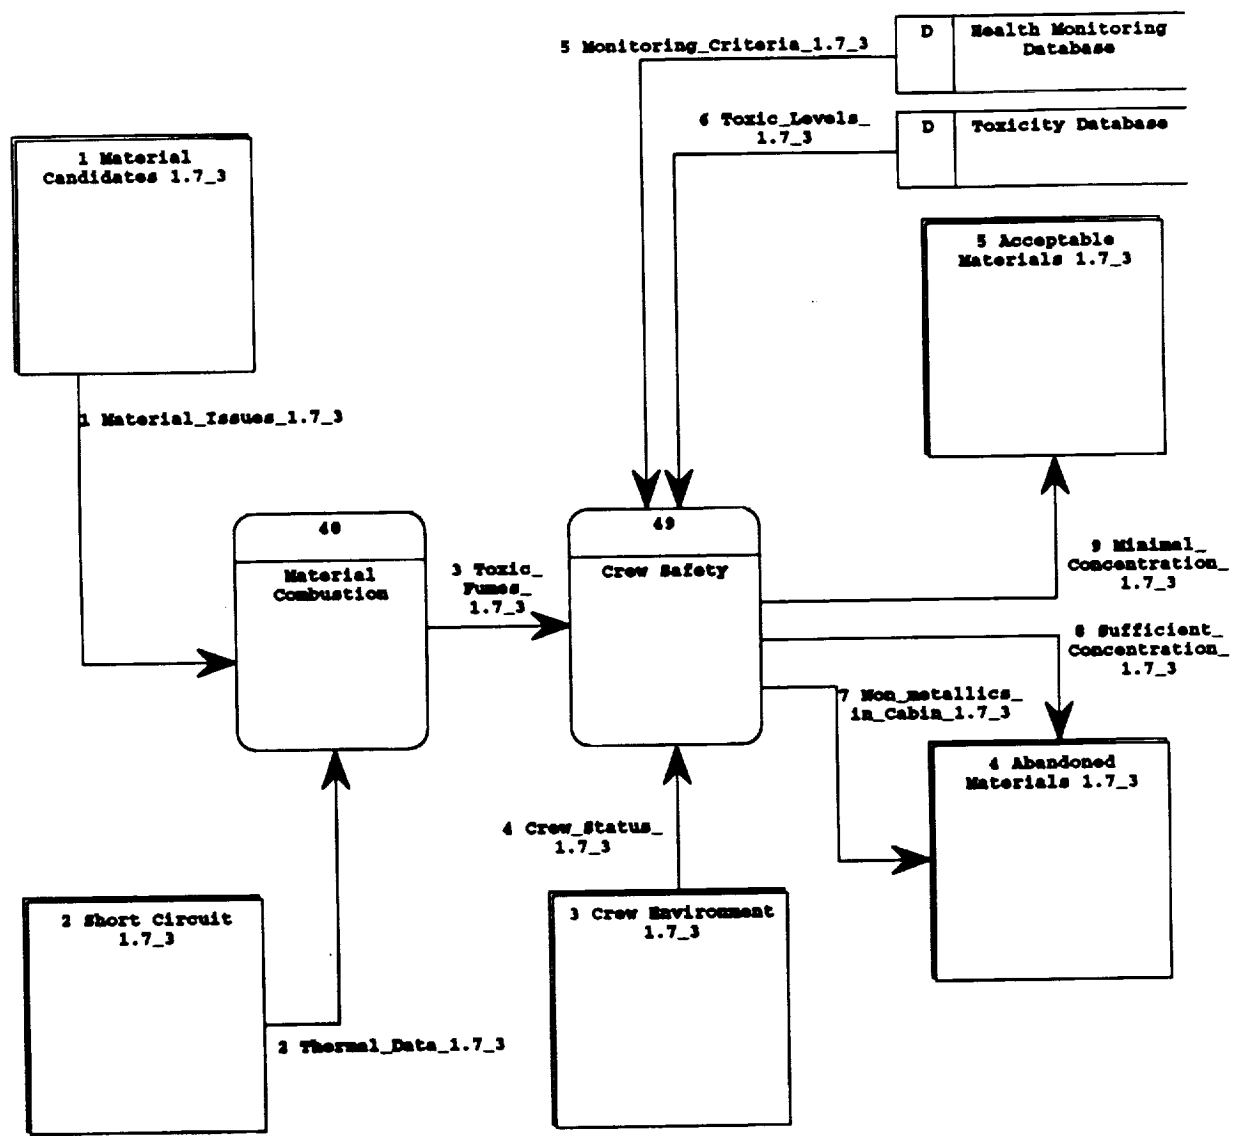 5 Monitoring_Criteria_1.7_3
D
Health Monitoring
Database
6 Toxic_Levels_
1.7_3
D
Toxicity Database
1 Material
Candidates 1.7_3
5 Acceptable
Materials 1.7_3
1 Material_Issues_1.7_3
48
Material
Combustion
3 Toxic_
Fumes_
1.7_3
49
Crew Safety
9 Minimal_
Concentration_
1.7_3
8 Sufficient_
Concentration_
1.7_3
7 Non_metallics_
in_Cabin_1.7_3
4 Abandoned
Materials 1.7_3
4 Crew_Status_
1.7_3
2 Short Circuit
1.7_3
3 Crew Environment
1.7_3
2 Thermal_Data_1.7_3